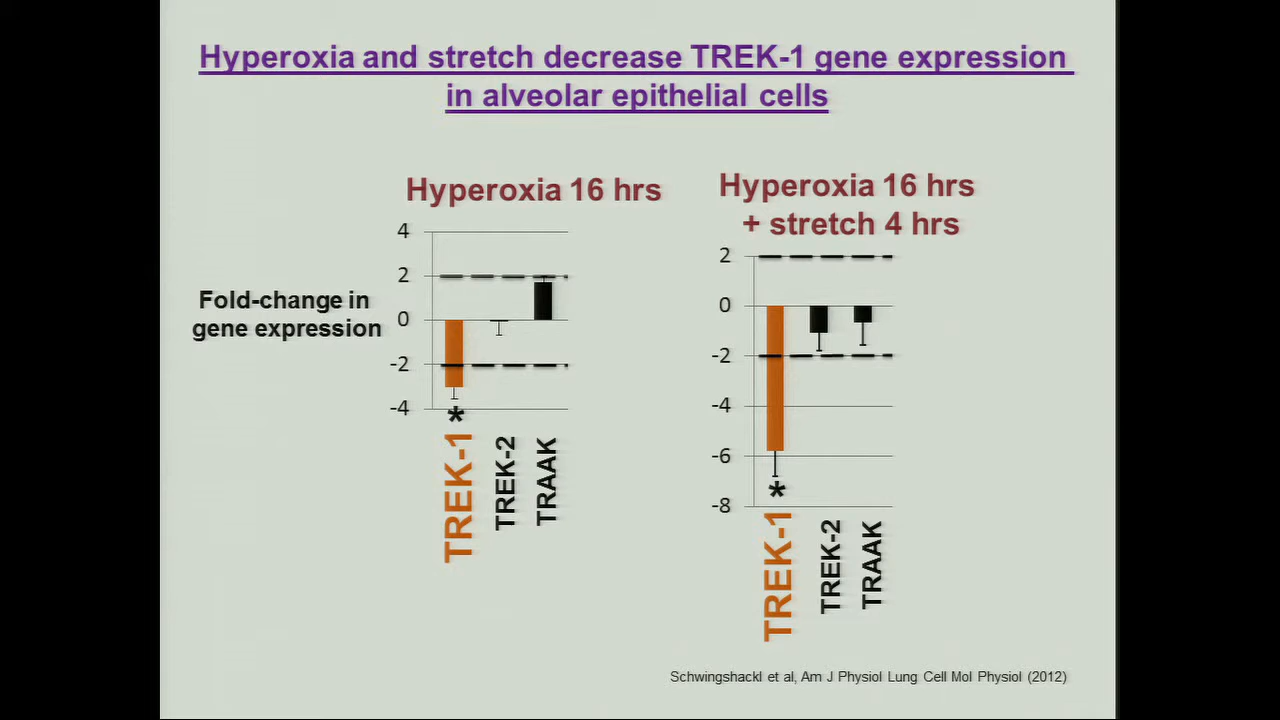 Hyperoxia and stretch decrease TREK-1 gene expression
in alveolar epithelial cells
Hyperoxia 16 hrs
Fold-change in
gene expression
4
2
0
-2
-4
*
TREK-1
TREK-2
TRAAK
Hyperoxia 16 hrs
+ stretch 4 hrs
2
0
-2
-4
-6
-8
*
TREK-1
TREK-2
TRAAK
Schwingshackl et al, Am J Physiol Lung Cell Mol Physiol (2012)